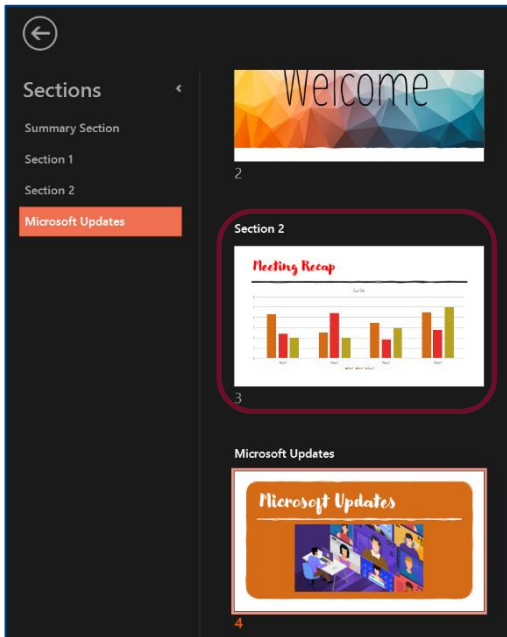 Sections
Summary Section
Section 1
Section 2
Microsoft Updates
Welcome
2
Section 2
Meeting Recap
3
Microsoft Updates
Microsoft Updates
4